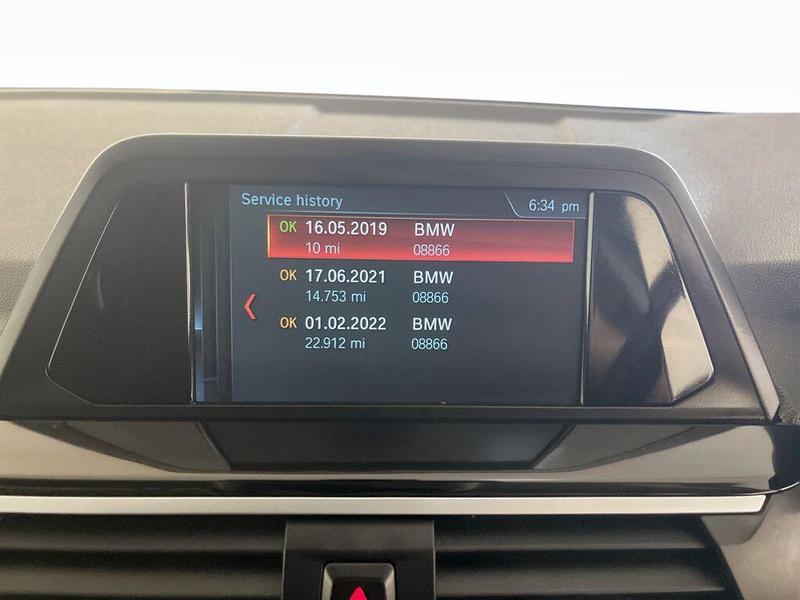 Service history 6:34 pm
OK 16.05.2019 BMW
10 mi 08866
OK 17.06.2021 BMW
14.753 mi 08866
OK 01.02.2022 BMW
22.912 mi 08866